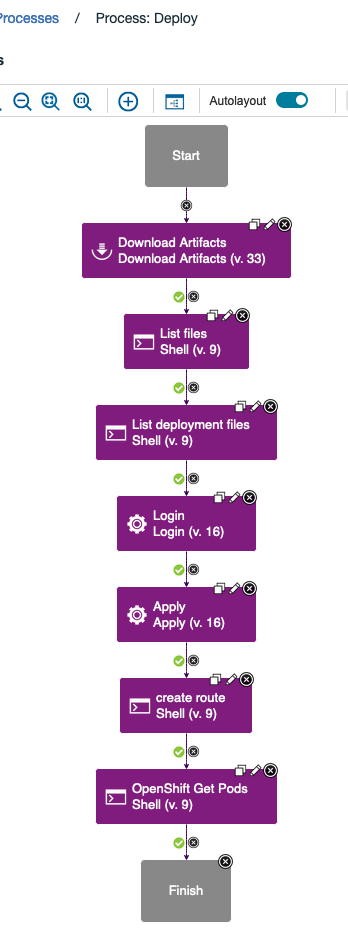 Processes / Process: Deploy
s
Autolayout
Start
Download Artifacts
Download Artifacts (v. 33)
List files
Shell (v. 9)
List deployment files
Shell (v. 9)
Login
Login (v. 16)
Apply
Apply (v. 16)
create route
Shell (v. 9)
OpenShift Get Pods
Shell (v. 9)
Finish